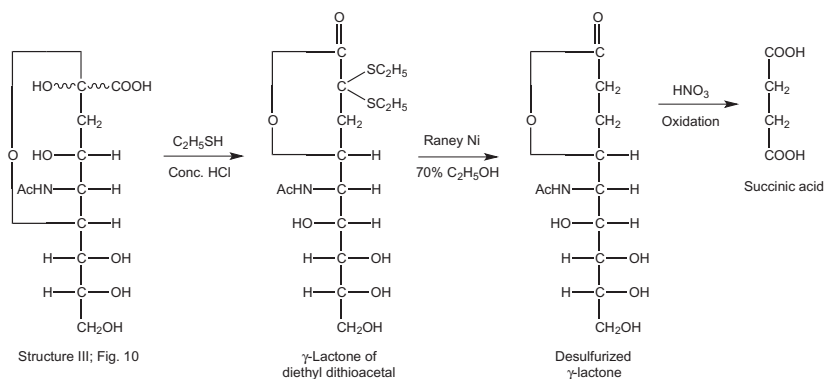 O
HO C COOH
CH₂
HO C H
O
AcHN C H
C H
H C OH
H C OH
CH₂OH
Structure III; Fig. 10
C₂H₅SH
Conc. HCl
O
C
SC₂H₅
C
SC₂H₅
O
CH₂
C H
AcHN C H
HO C H
H C OH
H C OH
CH₂OH
γ-Lactone of
diethyl dithioacetal
Raney Ni
70% C₂H₅OH
O
C
CH₂
O
CH₂
C H
AcHN C H
HO C H
H C OH
H C OH
CH₂OH
Desulfurized
γ-lactone
HNO₃
Oxidation
COOH
CH₂
CH₂
COOH
Succinic acid